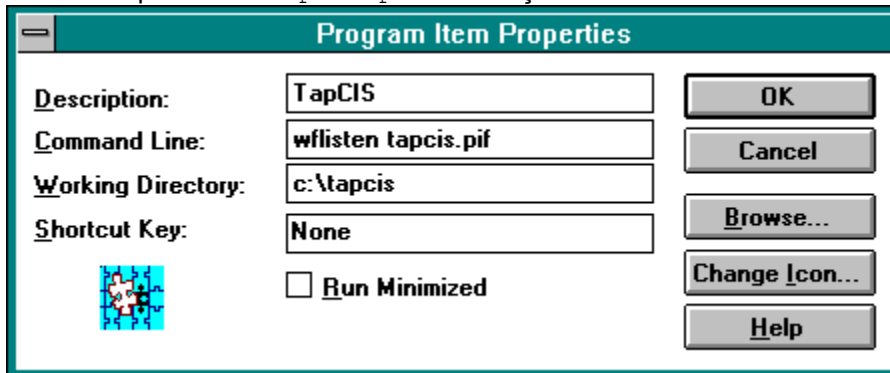 Program Item Properties
Description: TapCIS OK
Command Line: wflisten tapcis.pif Cancel
Working Directory: c:\tapcis
Shortcut Key: None Browse...
Run Minimized Change Icon...
Help